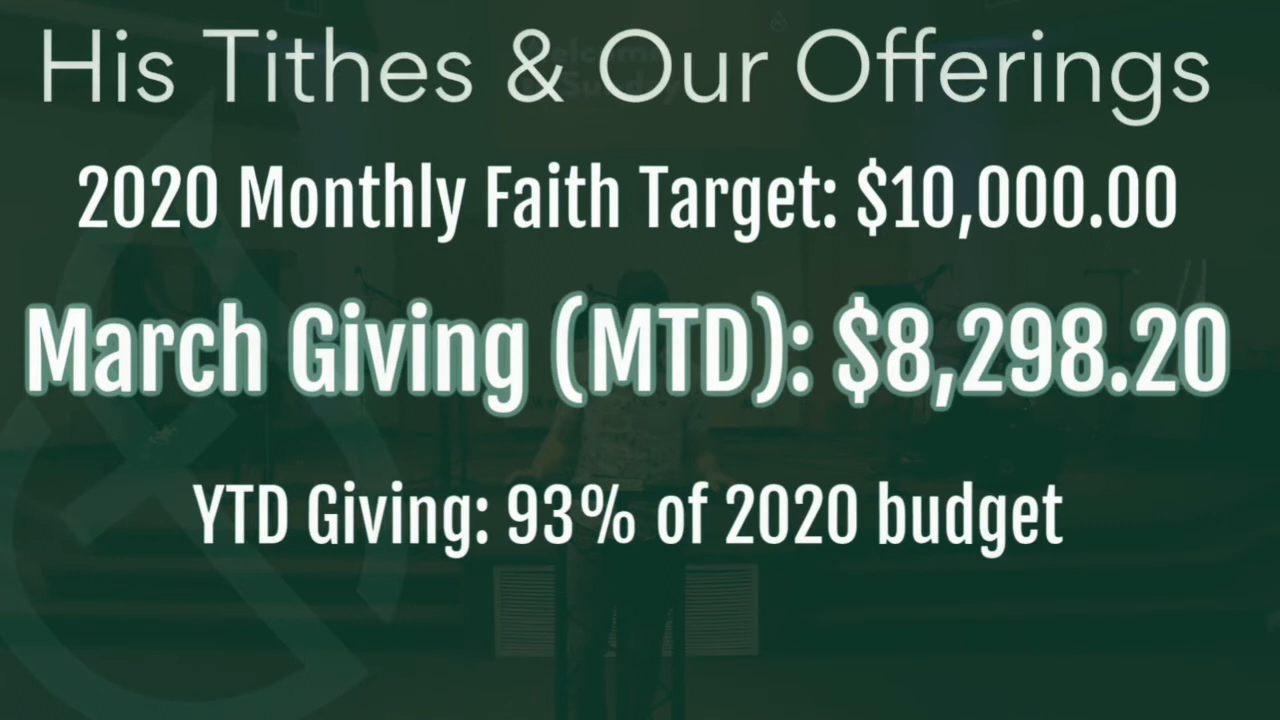 His Tithes & Our Offerings
2020 Monthly Faith Target: $10,000.00
March Giving (MTD): $8,298.20
YTD Giving: 93% of 2020 budget